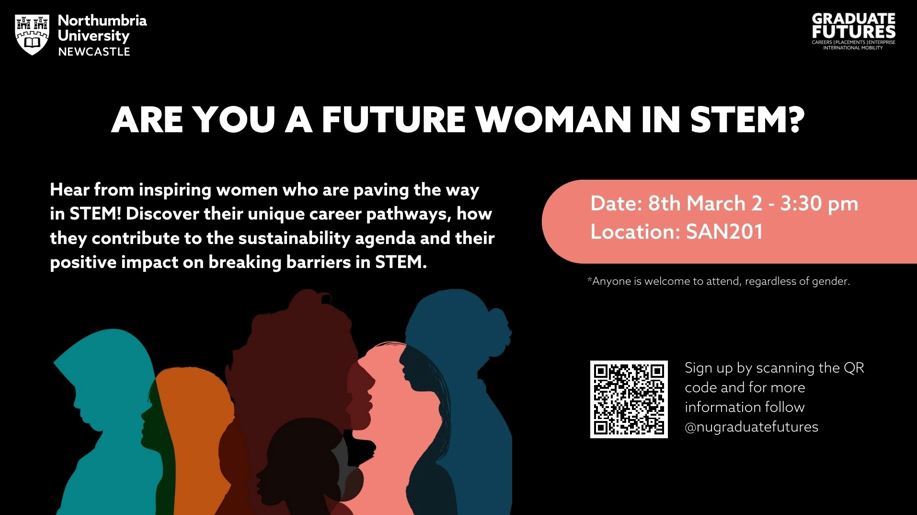 Northumbria
University
NEWCASTLE
GRADUATE
FUTURES
CAREERS | PLACEMENTS | ENTERPRISE
INTERNATIONAL MOBILITY
ARE YOU A FUTURE WOMAN IN STEM?
Hear from inspiring women who are paving the way
in STEM! Discover their unique career pathways, how
they contribute to the sustainability agenda and their
positive impact on breaking barriers in STEM.
Date: 8th March 2 - 3:30 pm
Location: SAN201
*Anyone is welcome to attend, regardless of gender.
Sign up by scanning the QR
code and for more
information follow
@nugraduatefutures